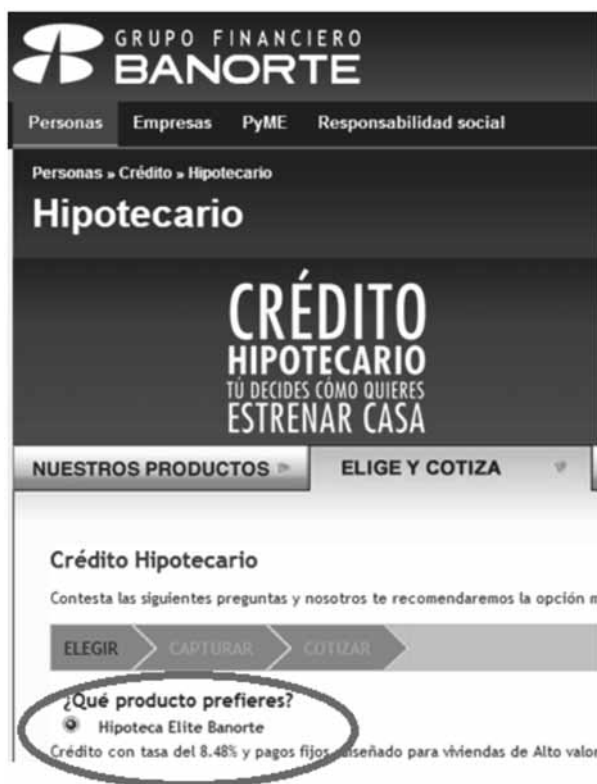 GRUPO FINANCIERO
BANORTE
Personas Empresas PyME Responsabilidad social
Personas » Crédito » Hipotecario
Hipotecario
CRÉDITO
HIPOTECARIO
TÚ DECIDES CÓMO QUIERES
ESTRENAR CASA
NUESTROS PRODUCTOS ELIGE Y COTIZA
Crédito Hipotecario
Contesta las siguientes preguntas y nosotros te recomendaremos la opción
ELEGIR CAPTURAR COTIZAR
¿Qué producto prefieres?
Hipoteca Elite Banorte
Crédito con tasa del 8.48% y pagos fijos, diseñado para viviendas de Alto valor